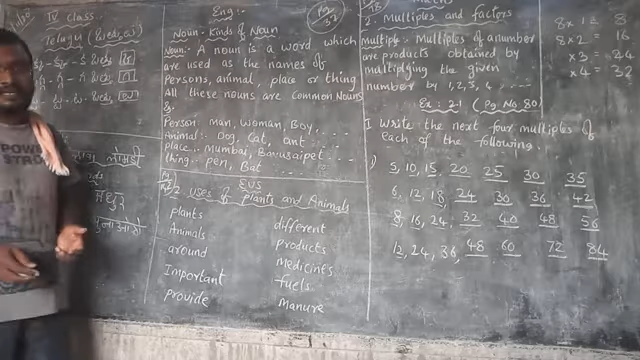 IV Class
Telugu
Eng:-
Pg 32
Noun - Kinds of Noun
Noun:- A noun is a word which
are used as the names of
Persons, animal, place or thing
All these nouns are common Nouns
Person: man, woman, Boy, . . . .
Animal: Dog, Cat, ant . . . .
place: mumbai,
thing: pen, Bat . . . . .
EVS
uses of plants and Animals
plants
Animals
around
Important
Provide
different
products
medicines
fuels
Manure
2. Multiples and factors
Multiple: Multiples of a number
are products obtained by
multiplying the given
number by 1, 2, 3, 4, . . . .
Ex: 2.1 (Pg. No. 80)
I Write the next four multiples of
each of the following.
1)
5, 10, 15, 20 25 30 35
6, 12, 18, 24 30 36 42
8, 16, 24, 32 40 48 56
12, 24, 36, 48 60 72 84
8 x 1 = 8
8 x 2 = 16
x 3 = 24
x 4 = 32
POWER
STRO